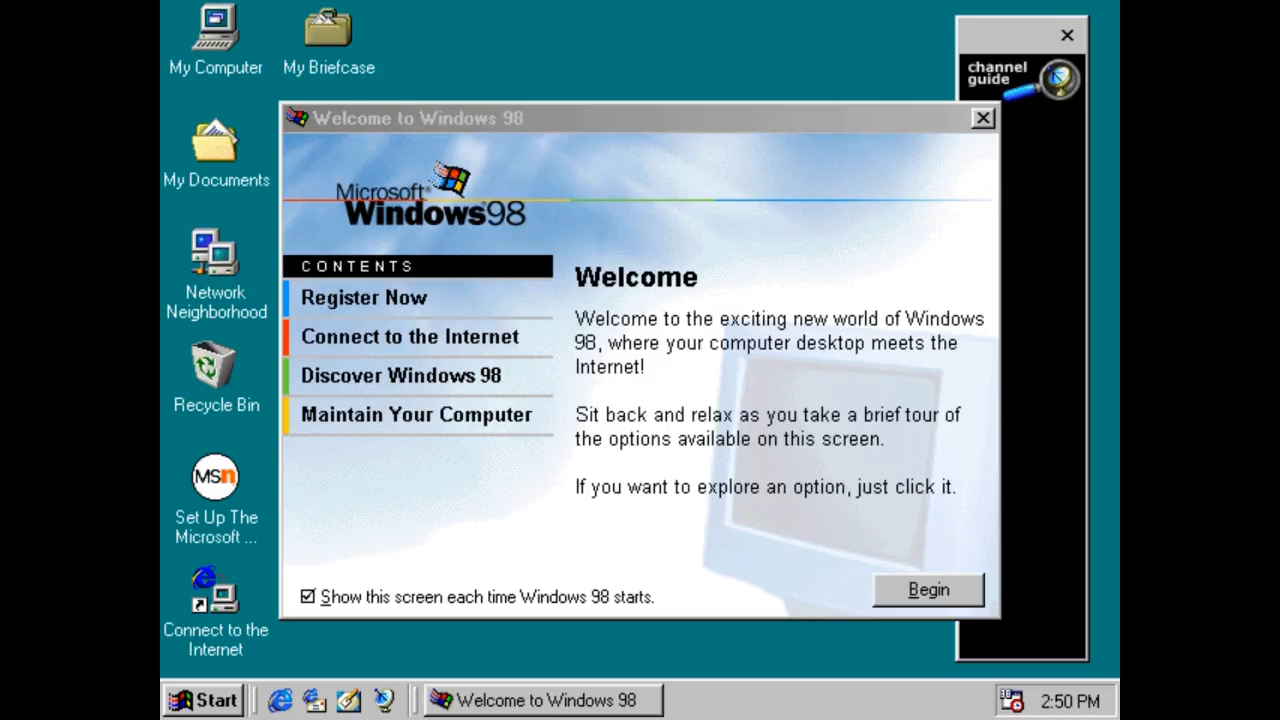 My Computer
My Briefcase
channel
guide
Welcome to Windows 98
My Documents
Microsoft®
Windows 98
CONTENTS
Register Now
Connect to the Internet
Discover Windows 98
Maintain Your Computer
Welcome
Welcome to the exciting new world of Windows
98, where your computer desktop meets the
Internet!
Sit back and relax as you take a brief tour of
the options available on this screen.
If you want to explore an option, just click it.
Show this screen each time Windows 98 starts.
Begin
Network
Neighborhood
Recycle Bin
msn
Set Up The
Microsoft ...
Connect to the
Internet
Start
Welcome to Windows 98
2:50 PM